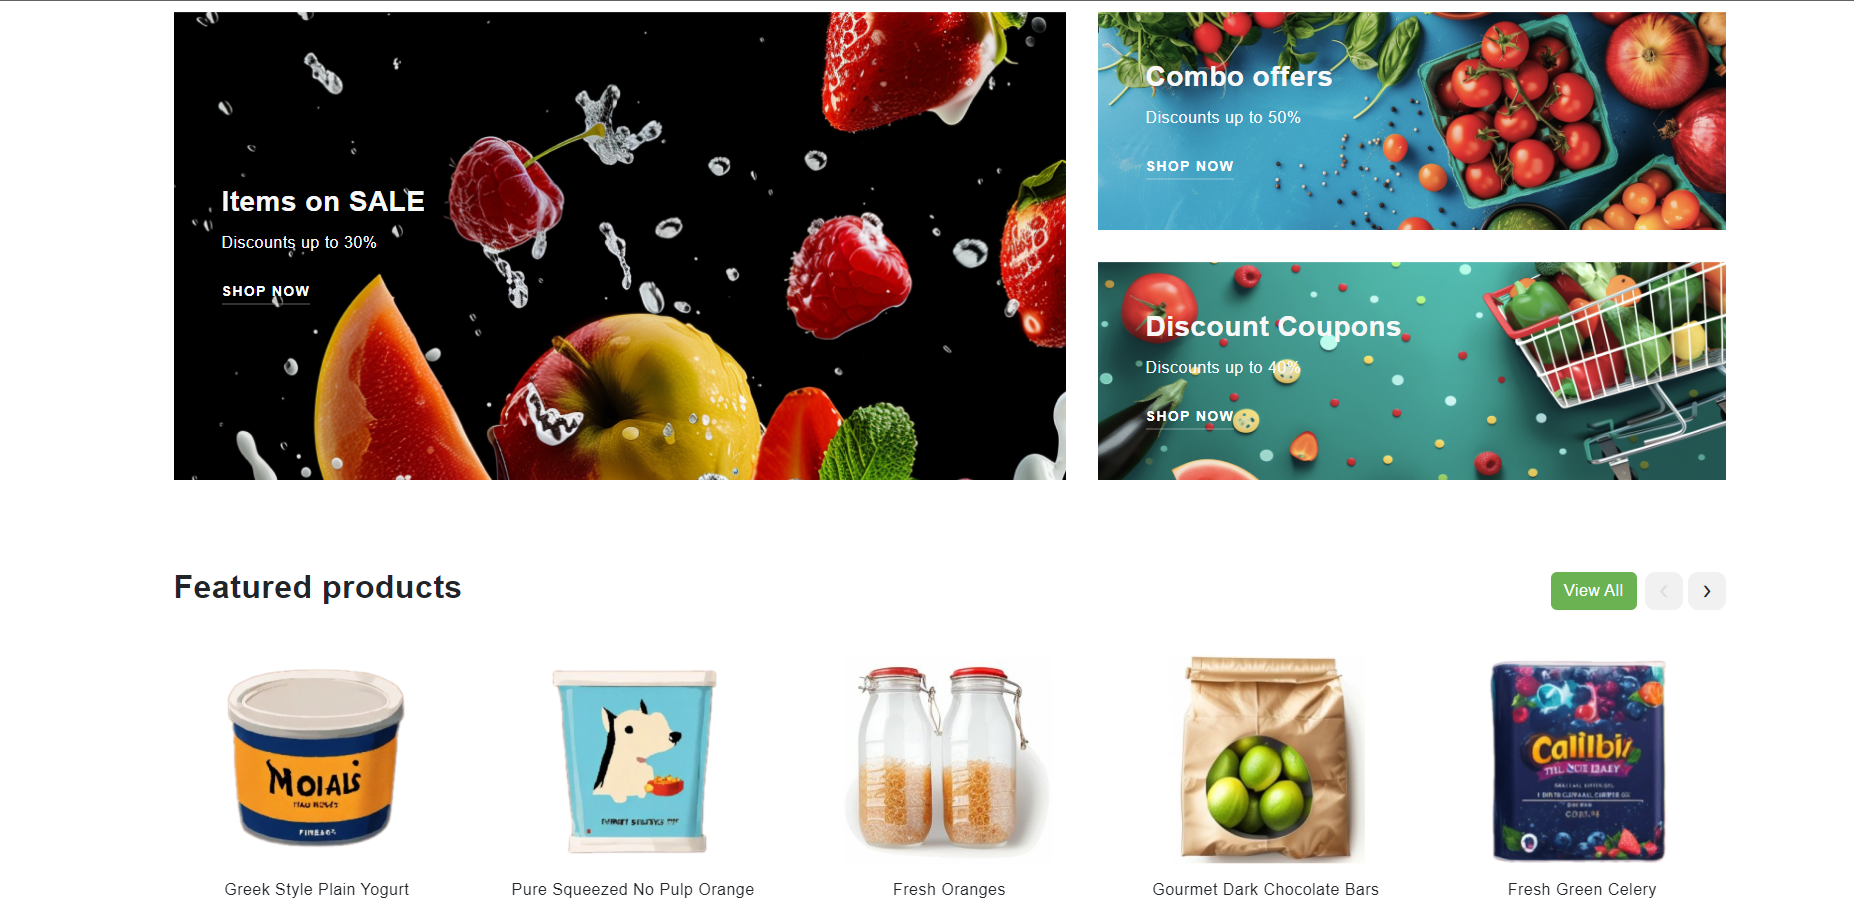 Items on SALE
Discounts up to 30%
SHOP NOW
Combo offers
Discounts up to 50%
SHOP NOW
Discount Coupons
Discounts up to 40%
SHOP NOW
Featured products
View All
MOIALS
Calilbi
Greek Style Plain Yogurt
Pure Squeezed No Pulp Orange
Fresh Oranges
Gourmet Dark Chocolate Bars
Fresh Green Celery